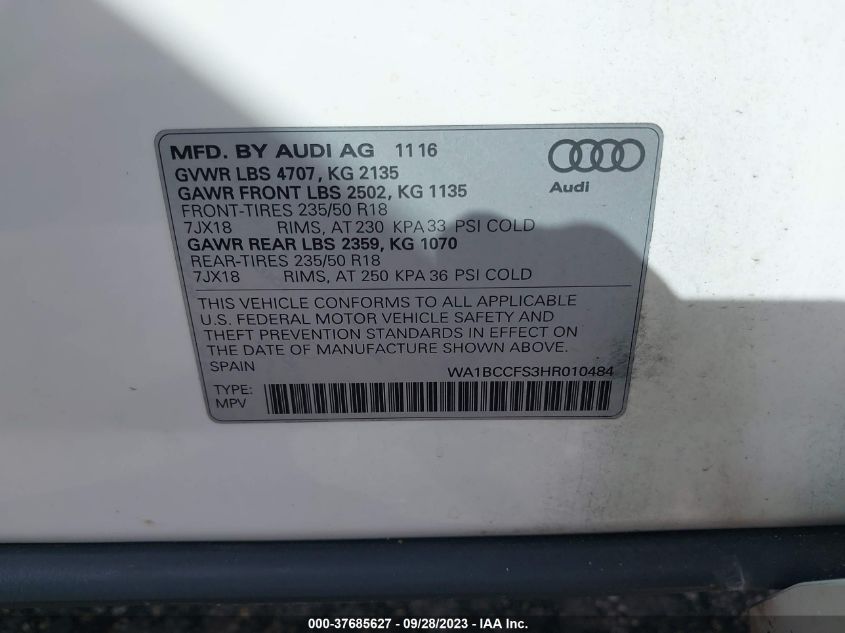 MFD. BY AUDI AG 1116
GVWR LBS 4707, KG 2135
GAWR FRONT LBS 2502, KG 1135
FRONT-TIRES 235/50 R18
7JX18 RIMS, AT 230 KPA 33 PSI COLD
GAWR REAR LBS 2359, KG 1070
REAR-TIRES 235/50 R18
7JX18 RIMS, AT 250 KPA 36 PSI COLD
Audi
THIS VEHICLE CONFORMS TO ALL APPLICABLE
U.S. FEDERAL MOTOR VEHICLE SAFETY AND
THEFT PREVENTION STANDARDS IN EFFECT ON
THE DATE OF MANUFACTURE SHOWN ABOVE.
SPAIN WA1BCCFS3HR010484
TYPE:
MPV
000-37685627 - 09/28/2023 - IAA Inc.